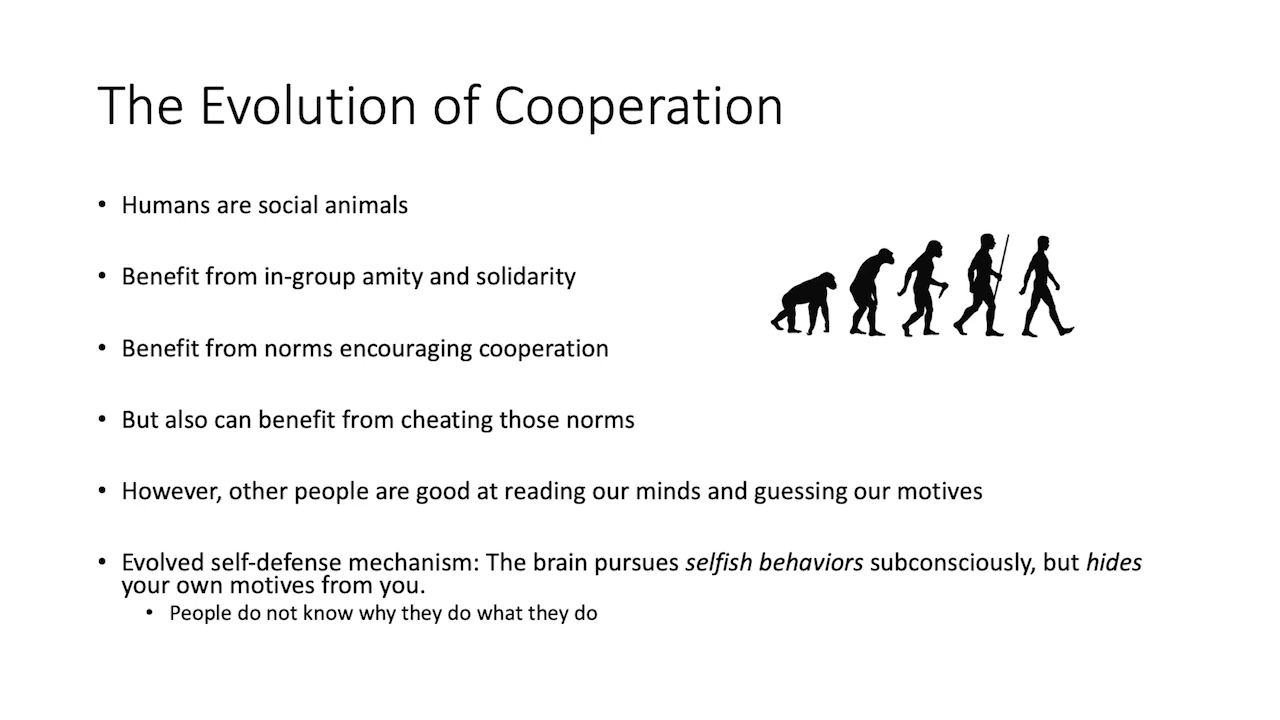 The Evolution of Cooperation
• Humans are social animals
• Benefit from in-group amity and solidarity
• Benefit from norms encouraging cooperation
• But also can benefit from cheating those norms
• However, other people are good at reading our minds and guessing our motives
• Evolved self-defense mechanism: The brain pursues selfish behaviors subconsciously, but hides
your own motives from you.
• People do not know why they do what they do